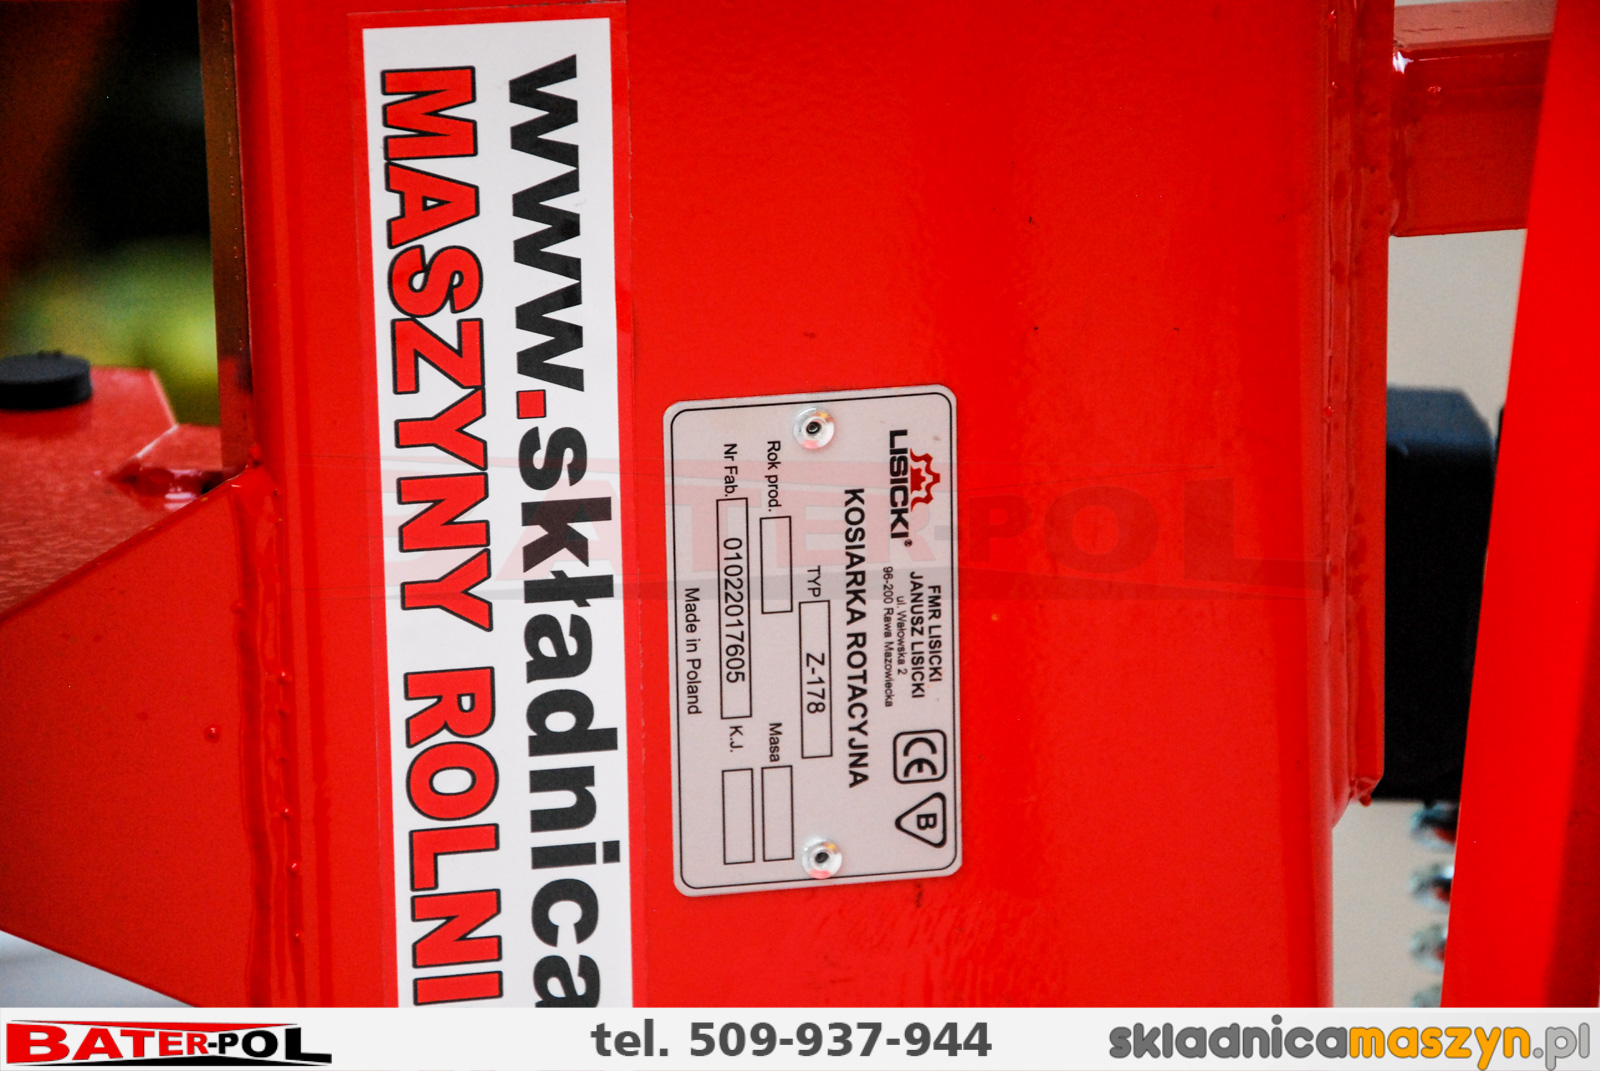 www.składnica
MASZYNY ROLNI
LISICKI®
FMR LISICKI
JANUSZ LISICKI
ul. Wałowska 2
96-200 Rawa Mazowiecka
CE
B
KOSIARKA ROTACYJNA
TYP Z-178
Rok prod. Masa
Nr Fab. 01022017605 K.J.
Made in Poland
BATER-POL
BATER-POL
tel. 509-937-944
skladnicamaszyn.pl